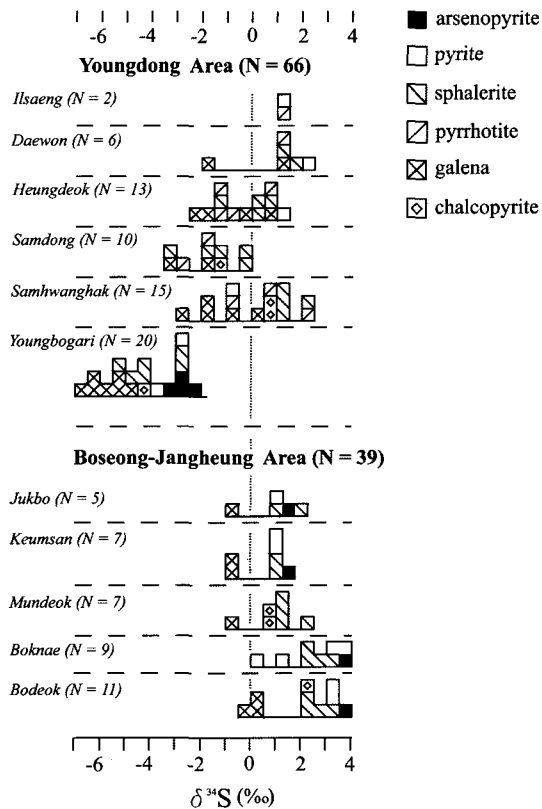 -6 -4 -2 0 2 4
Youngdong Area (N = 66)
arsenopyrite
pyrite
sphalerite
pyrrhotite
galena
chalcopyrite
Ilsaeng (N = 2)
Daewon (N = 6)
Heungdeok (N = 13)
Samdong (N = 10)
Samhwanghak (N = 15)
Youngbogari (N = 20)
Boseong-Jangheung Area (N = 39)
Jukbo (N = 5)
Keumsan (N = 7)
Mundeok (N = 7)
Boknae (N = 9)
Bodeok (N = 11)
-6 -4 -2 0 2 4
δ ³⁴S (‰)